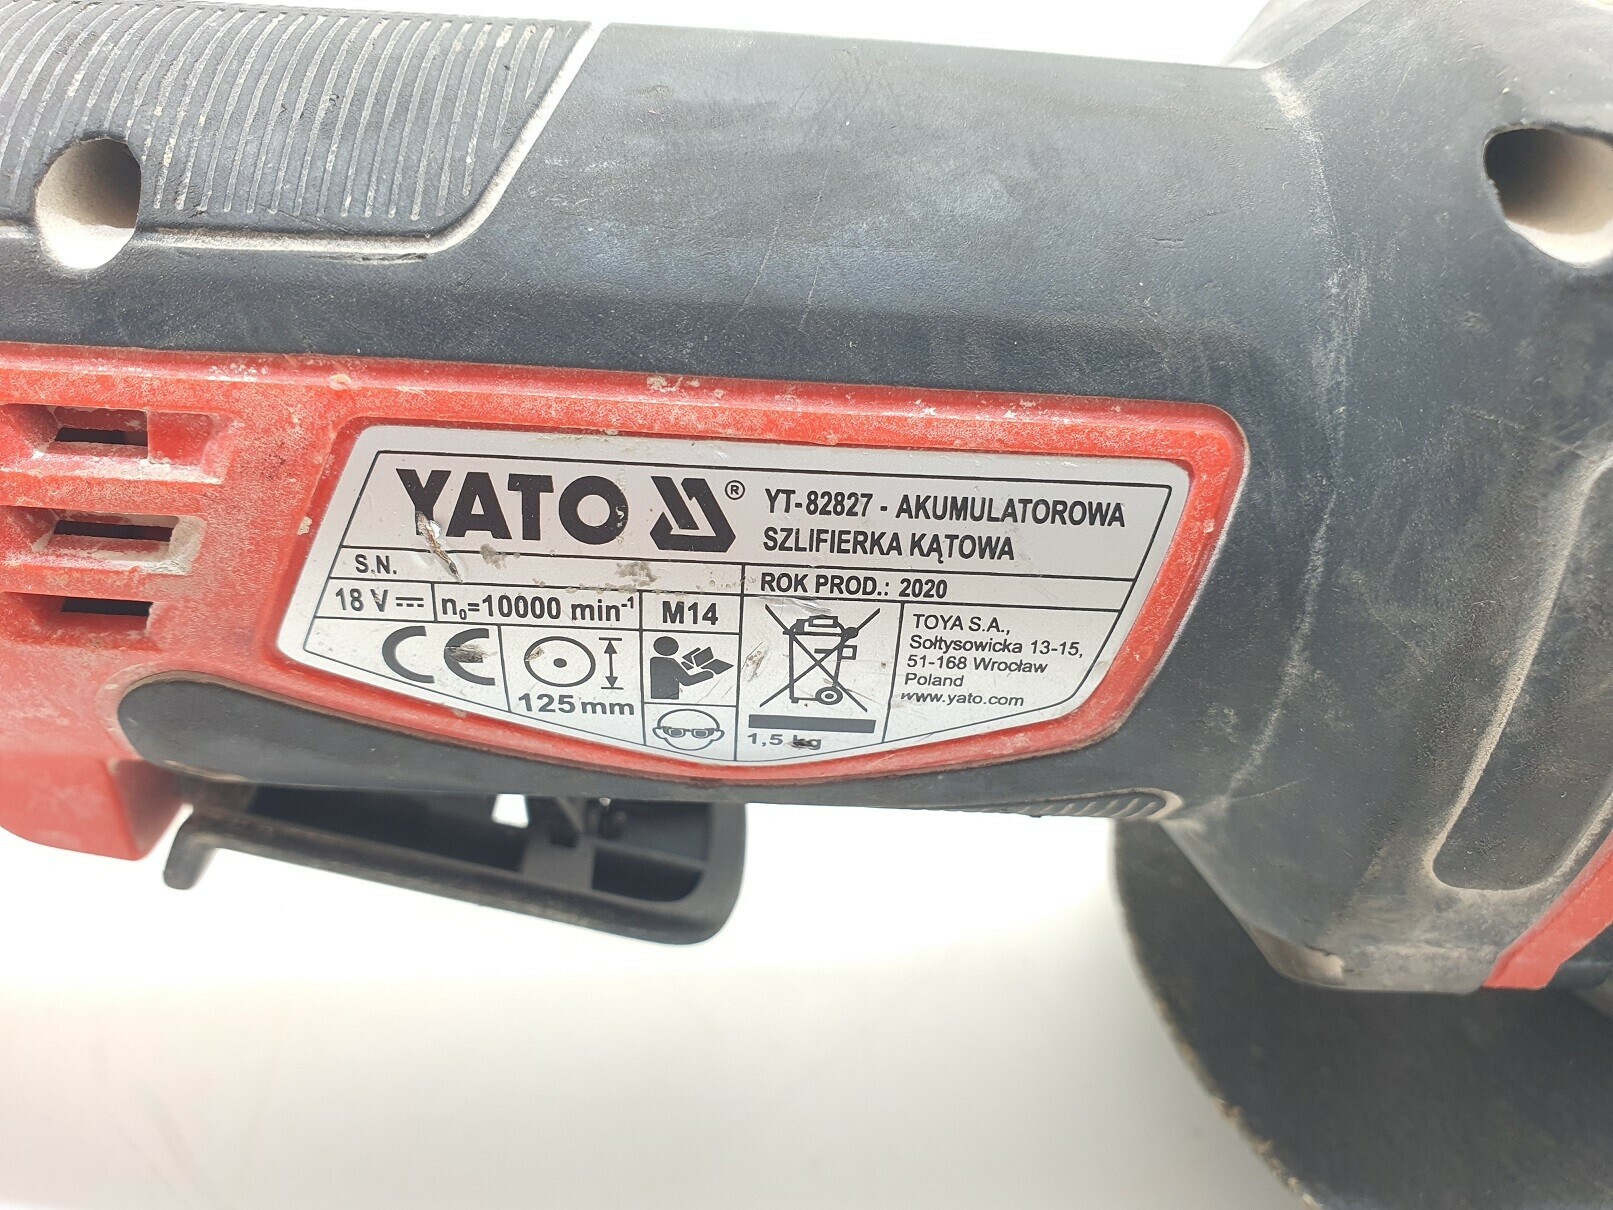 YATO ® YT-82827 - AKUMULATOROWA
SZLIFIERKA KĄTOWA
S.N.
ROK PROD.: 2020
18 V n₀=10000 min⁻¹ M14
CE
125 mm
TOYA S.A.,
Sołtysowicka 13-15,
51-168 Wrocław
Poland
www.yato.com
1,5 kg